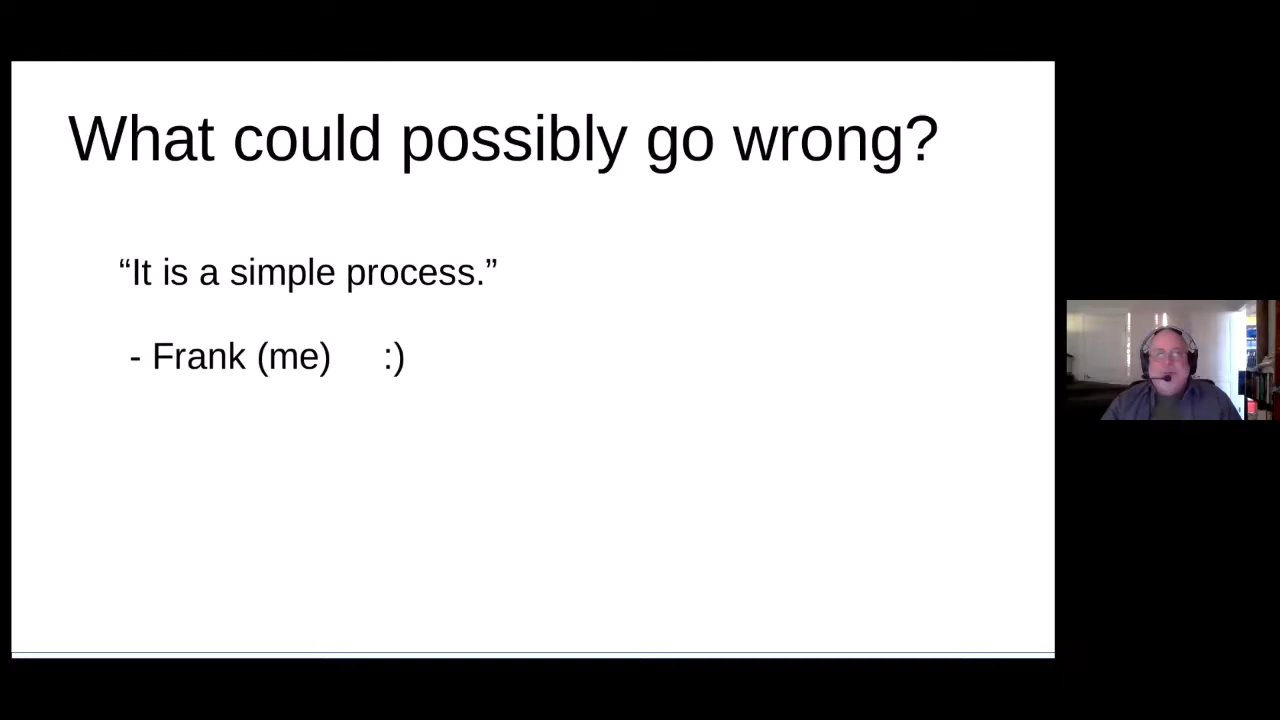 What could possibly go wrong?
“It is a simple process.”
- Frank (me) :)